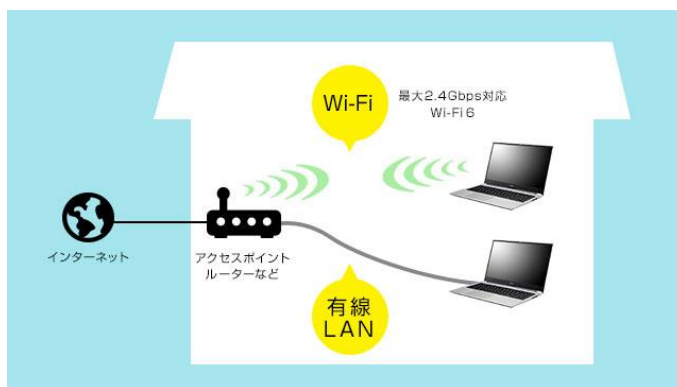 Wi-Fi
最大2.4Gbps対応
Wi-Fi 6
インターネット
アクセスポイント
ルーターなど
有線
LAN